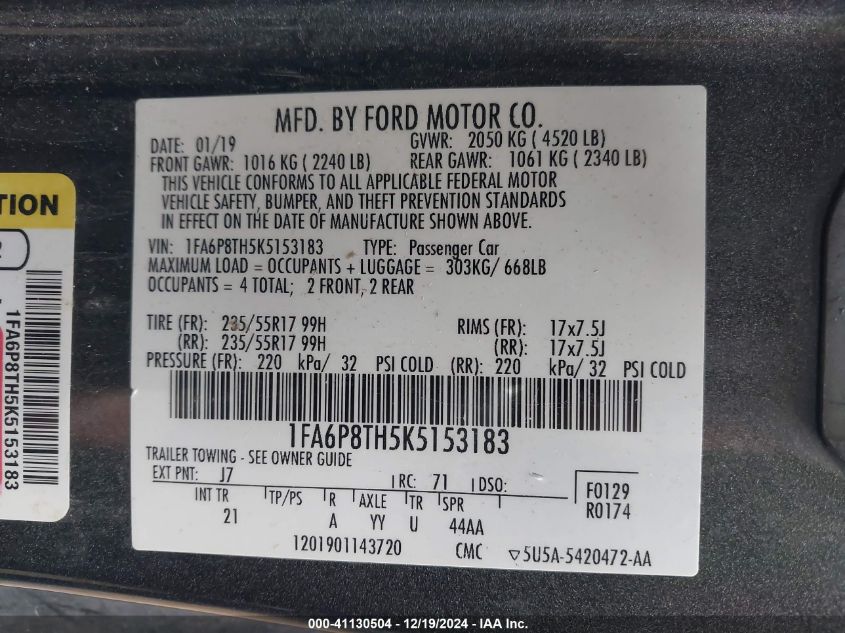 MFD. BY FORD MOTOR CO.
DATE: 01/19
GVWR: 2050 KG ( 4520 LB)
FRONT GAWR: 1016 KG ( 2240 LB)
REAR GAWR: 1061 KG ( 2340 LB)
THIS VEHICLE CONFORMS TO ALL APPLICABLE FEDERAL MOTOR
VEHICLE SAFETY, BUMPER, AND THEFT PREVENTION STANDARDS
IN EFFECT ON THE DATE OF MANUFACTURE SHOWN ABOVE.
VIN: 1FA6P8TH5K5153183 TYPE: Passenger Car
MAXIMUM LOAD = OCCUPANTS + LUGGAGE = 303KG/ 668LB
OCCUPANTS = 4 TOTAL; 2 FRONT, 2 REAR
TIRE (FR): 235/55R17 99H RIMS (FR): 17x7.5J
(RR): 235/55R17 99H (RR): 17x7.5J
PRESSURE (FR): 220 kPa/ 32 PSI COLD (RR): 220 kPa/ 32 PSI COLD
1FA6P8TH5K5153183
TRAILER TOWING - SEE OWNER GUIDE
EXT PNT: J7 RC: 71 DSO:
F0129
R0174
INT TR TP/PS R AXLE TR SPR
21 A YY U 44AA
1201901143720 CMC 5U5A-5420472-AA
TION
2
1FA6P8TH5K5153183
000-41130504 - 12/19/2024 - IAA Inc.